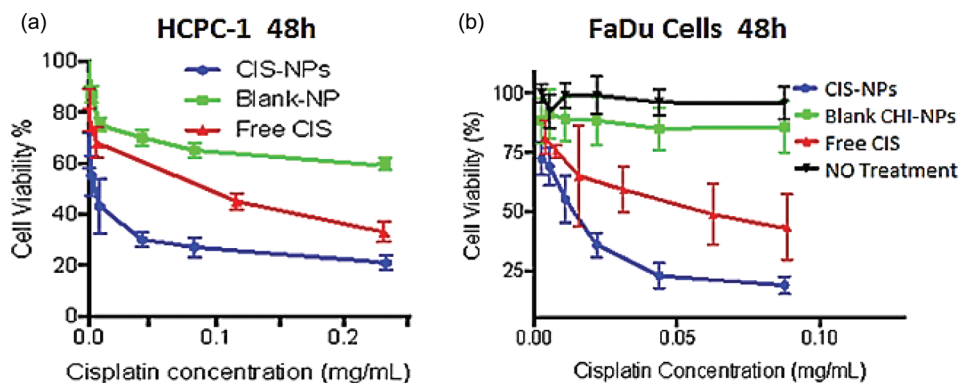 (a)
HCPC-1 48h
CIS-NPs
Blank-NP
Free CIS
Cell Viability %
100
80
60
40
20
0
0.0
0.1
0.2
Cisplatin concentration (mg/mL)
(b)
FaDu Cells 48h
CIS-NPs
Blank CHI-NPs
Free CIS
NO Treatment
Cell Viability (%)
100
75
50
25
0.00
0.05
0.10
Cisplatin Concentration (mg/mL)